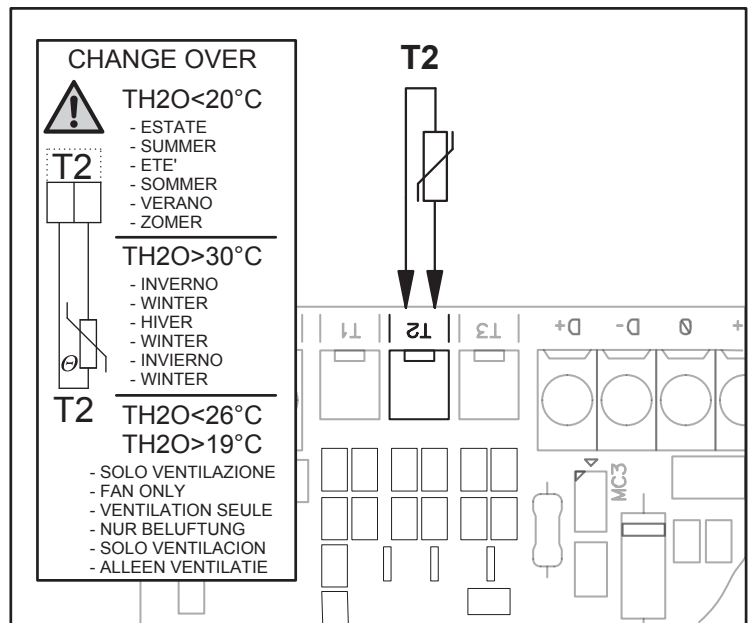 CHANGE OVER
TH2O<20°C
- ESTATE
- SUMMER
- ETE'
- SOMMER
- VERANO
- ZOMER
T2
TH2O>30°C
- INVERNO
- WINTER
- HIVER
- WINTER
- INVIERNO
- WINTER
Θ
T2
TH2O<26°C
TH2O>19°C
- SOLO VENTILAZIONE
- FAN ONLY
- VENTILATION SEULE
- NUR BELUFTUNG
- SOLO VENTILACION
- ALLEEN VENTILATIE
T2
T1 T2 T3 D+ D- 0 +
MC3